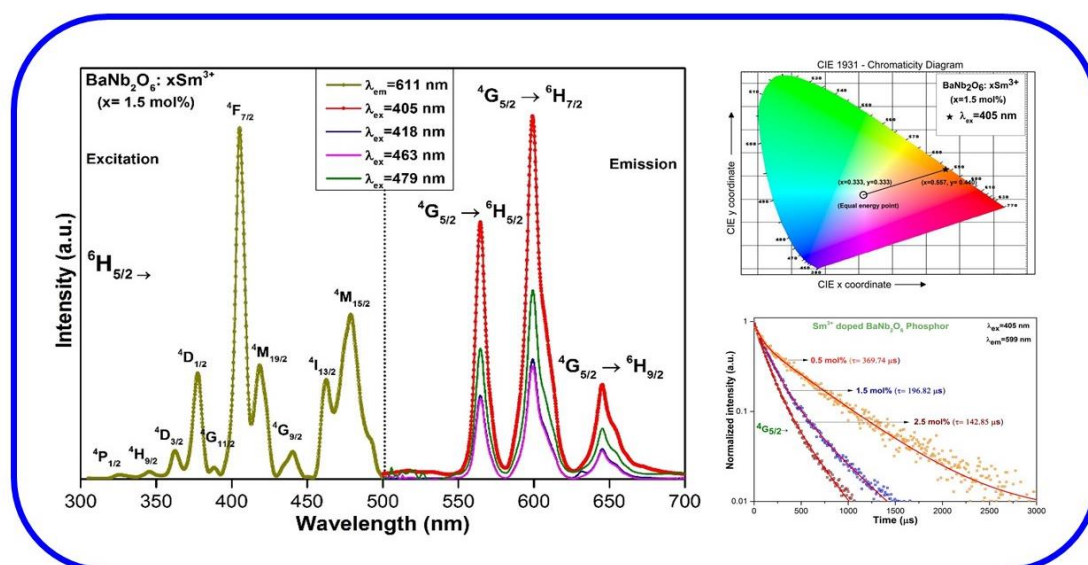 BaNb₂O₆: xSm³⁺
(x= 1.5 mol%)
Excitation
Emission
λem=611 nm
λex=405 nm
λex=418 nm
λex=463 nm
λex=479 nm
⁶H₅/₂ →
⁴P₁/₂
⁴H₉/₂
⁴D₃/₂
⁴D₁/₂
⁴G₁₁/₂
⁴F₇/₂
⁴M₁₉/₂
⁴G₉/₂
⁴I₁₃/₂
⁴M₁₅/₂
⁴G₅/₂ → ⁶H₅/₂
⁴G₅/₂ → ⁶H₇/₂
⁴G₅/₂ → ⁶H₉/₂
Intensity (a.u.)
300 350 400 450 500 550 600 650 700
Wavelength (nm)
CIE 1931 - Chromaticity Diagram
BaNb₂O₆: xSm³⁺
(x=1.5 mol%)
★ λex=405 nm
(x=0.333, y=0.333)
(Equal energy point)
CIE y coordinate
CIE x coordinate
Sm³⁺ doped BaNb₂O₆ Phosphor
λex=405 nm
λem=599 nm
0.5 mol% (τ= 369.74 µs)
1.5 mol% (τ= 196.82 µs)
2.5 mol% (τ= 142.85 µs)
⁴G₅/₂
Normalized intensity (a.u.)
1
0.1
0.01
0 500 1000 1500 2000 2500 3000
Time (µs)